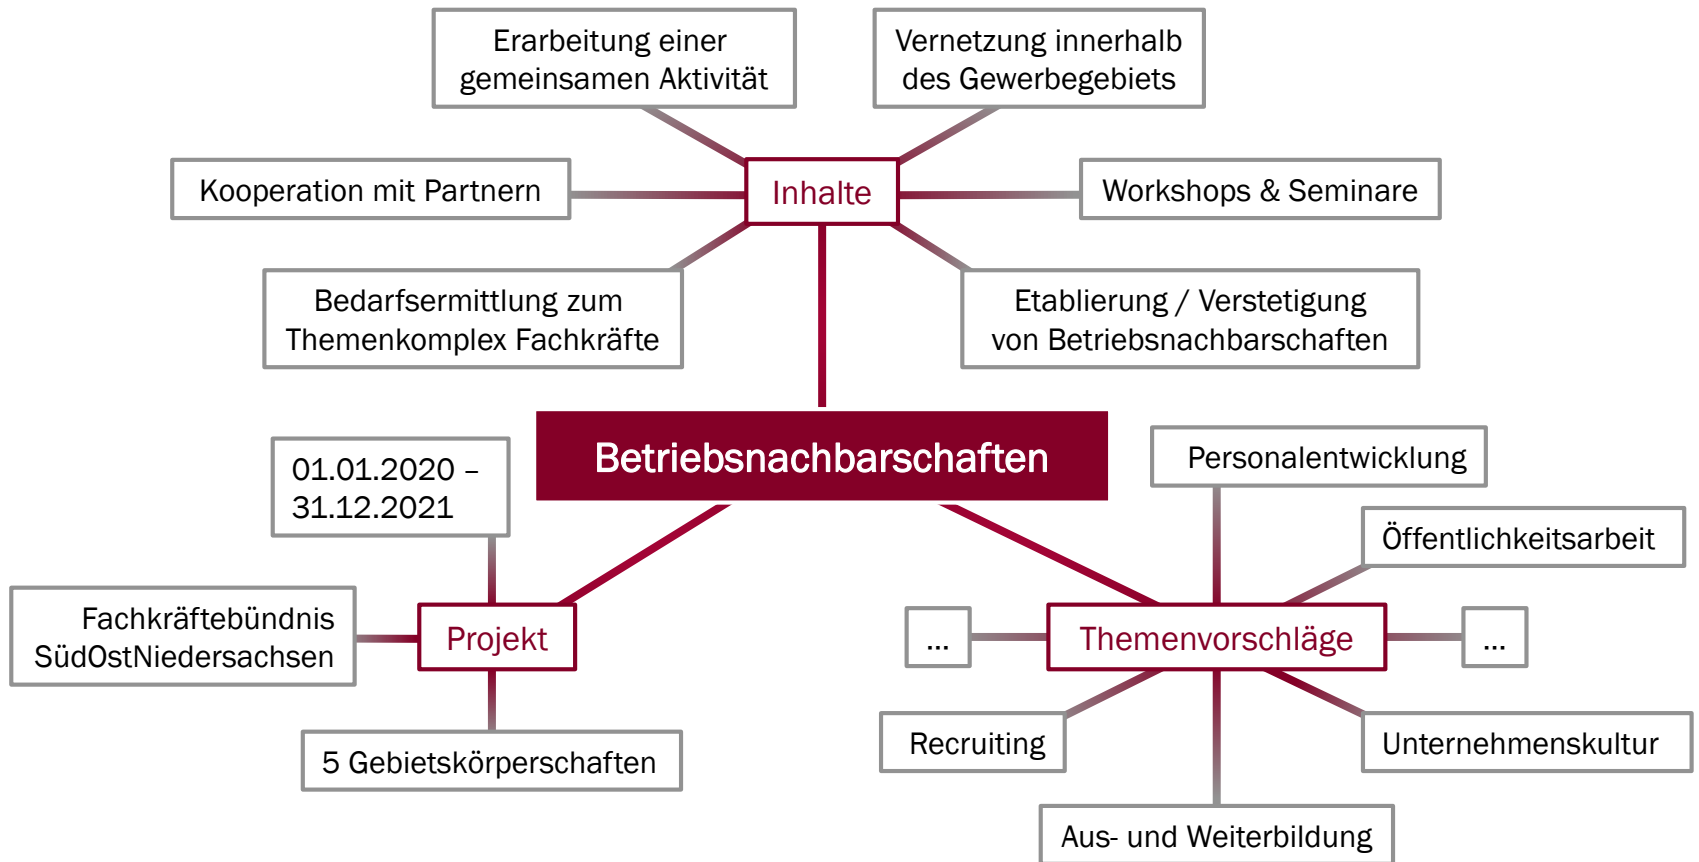 Erarbeitung einer
gemeinsamen Aktivität
Vernetzung innerhalb
des Gewerbegebiets
Kooperation mit Partnern
Inhalte
Workshops & Seminare
Bedarfsermittlung zum
Themenkomplex Fachkräfte
Etablierung / Verstetigung
von Betriebsnachbarschaften
Betriebsnachbarschaften
01.01.2020 –
31.12.2021
Fachkräftebündnis
SüdOstNiedersachsen
Projekt
5 Gebietskörperschaften
Personalentwicklung
Öffentlichkeitsarbeit
...
Themenvorschläge
...
Recruiting
Unternehmenskultur
Aus- und Weiterbildung